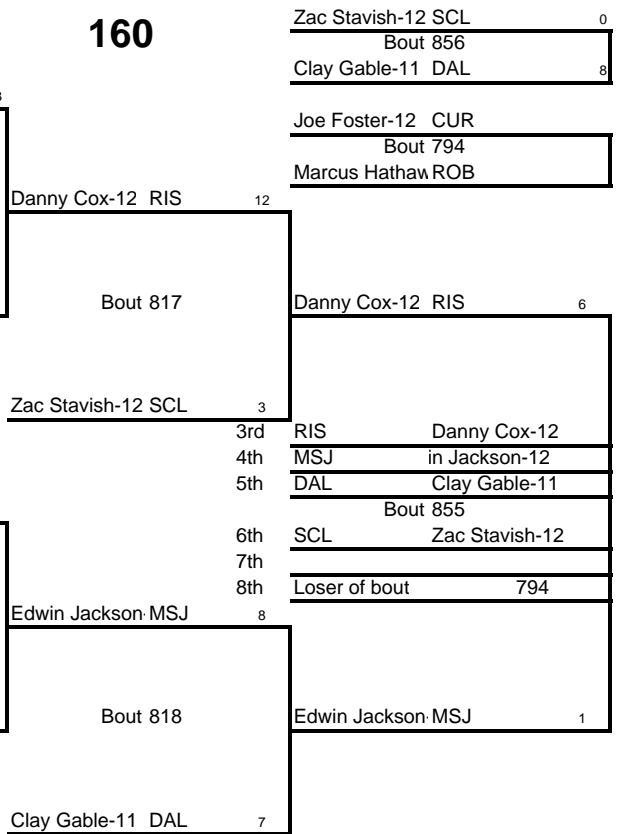 160
Zac Stavish-12 SCL 0
Bout 856
Clay Gable-11 DAL 8
Joe Foster-12 CUR
Bout 794
Marcus Hathaw ROB
Danny Cox-12 RIS 12
Bout 817
Danny Cox-12 RIS 6
Zac Stavish-12 SCL 3
3rd RIS Danny Cox-12
4th MSJ in Jackson-12
5th DAL Clay Gable-11
Bout 855
6th SCL Zac Stavish-12
7th
8th Loser of bout 794
Edwin Jackson- MSJ 8
Bout 818
Edwin Jackson- MSJ 1
Clay Gable-11 DAL 7